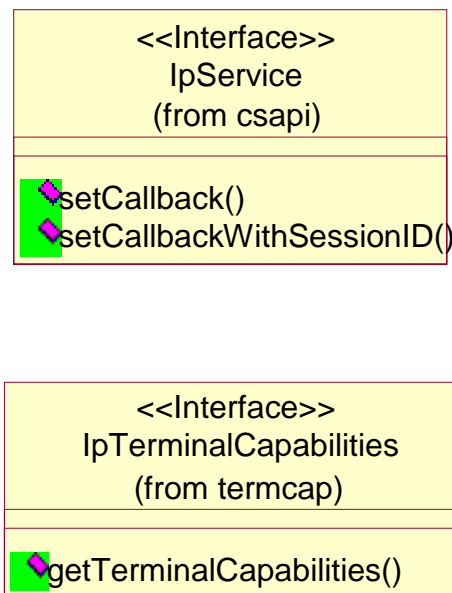 <<Interface>>
IpService
(from csapi)
setCallback()
setCallbackWithSessionID()
<<Interface>>
IpTerminalCapabilities
(from termcap)
getTerminalCapabilities()